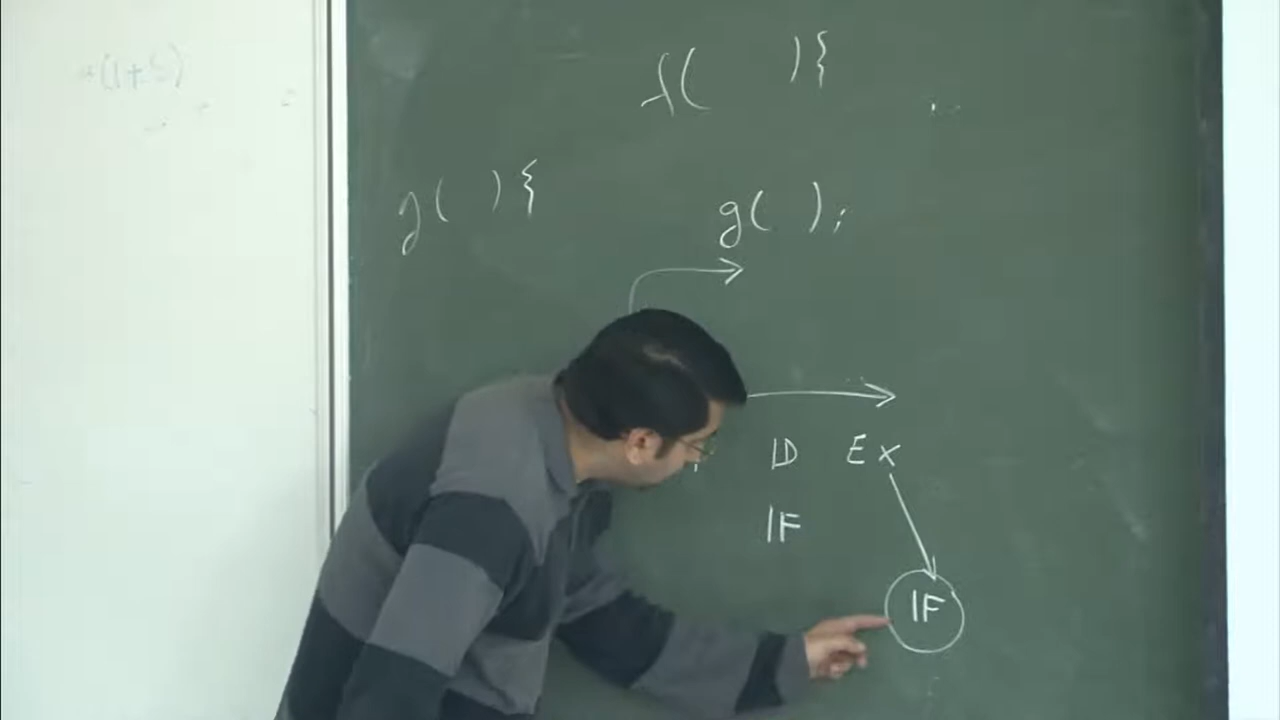 f( ) {
g( ) {
g( );
ID Ex
IF
IF